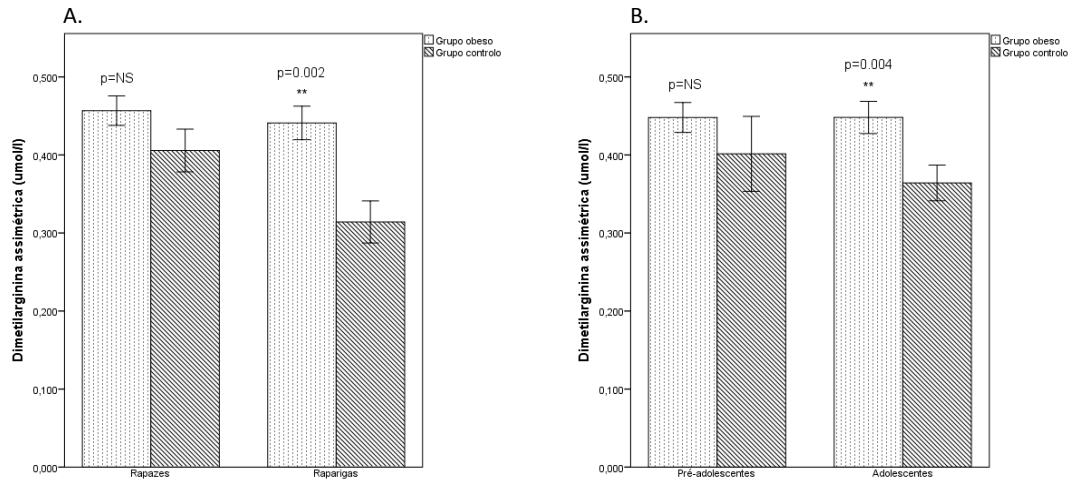 A.
Grupo obeso
Grupo controlo
p=NS
p=0.002
**
0,500
0,400
0,300
0,200
0,100
0,000
Dimetilarginina assimétrica (umol/l)
Rapazes
Raparigas
B.
Grupo obeso
Grupo controlo
p=NS
p=0.004
**
0,500
0,400
0,300
0,200
0,100
0,000
Dimetilarginina assimétrica (umol/l)
Pré-adolescentes
Adolescentes